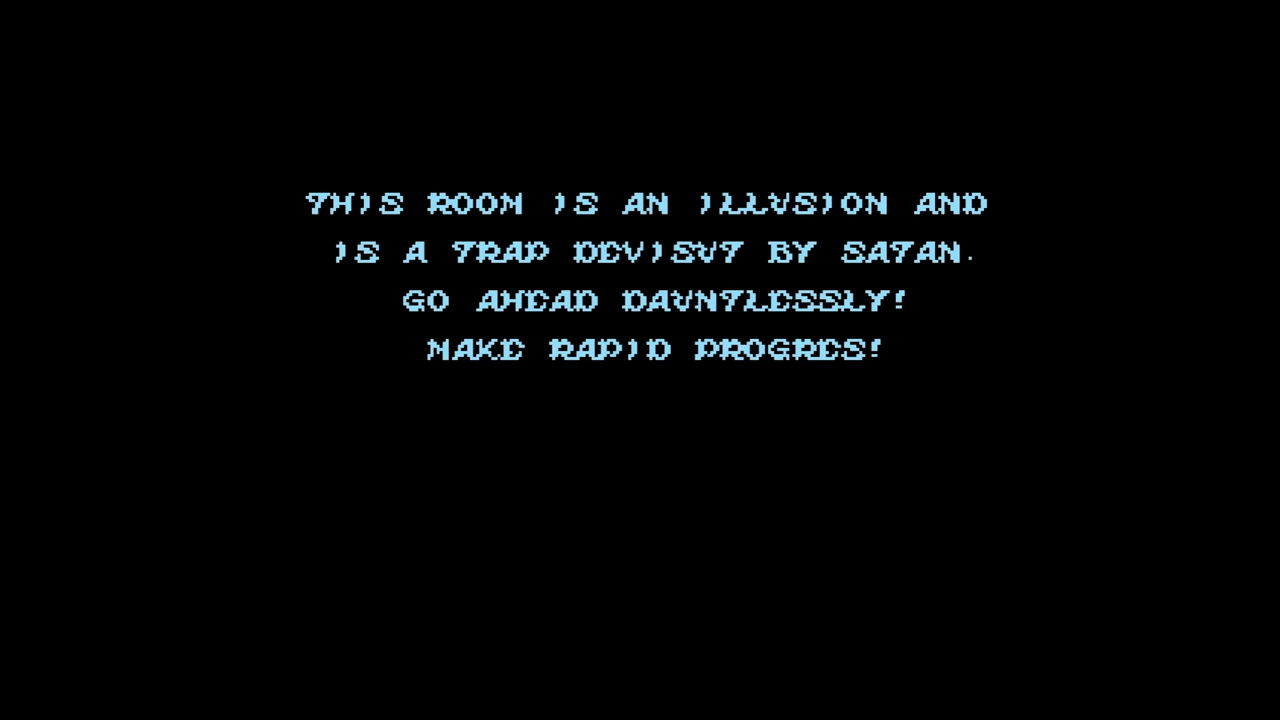 THIS ROOM IS AN ILLUSION AND
IS A TRAP DEVISUT BY SATAN.
GO AHEAD DAUNTLESSLY!
MAKE RAPID PROGRES!